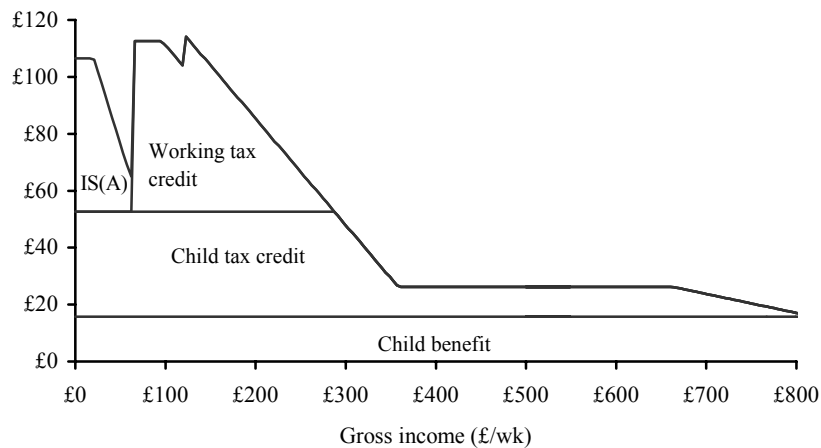 £120
£100
£80
£60
£40
£20
£0
IS(A)
Working tax
credit
Child tax credit
Child benefit
£0 £100 £200 £300 £400 £500 £600 £700 £800
Gross income (£/wk)